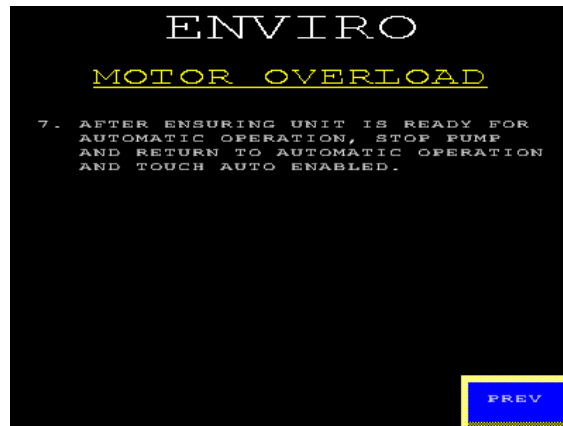 ENVIRO
MOTOR OVERLOAD
7. AFTER ENSURING UNIT IS READY FOR
AUTOMATIC OPERATION, STOP PUMP
AND RETURN TO AUTOMATIC OPERATION
AND TOUCH AUTO ENABLED.
PREV